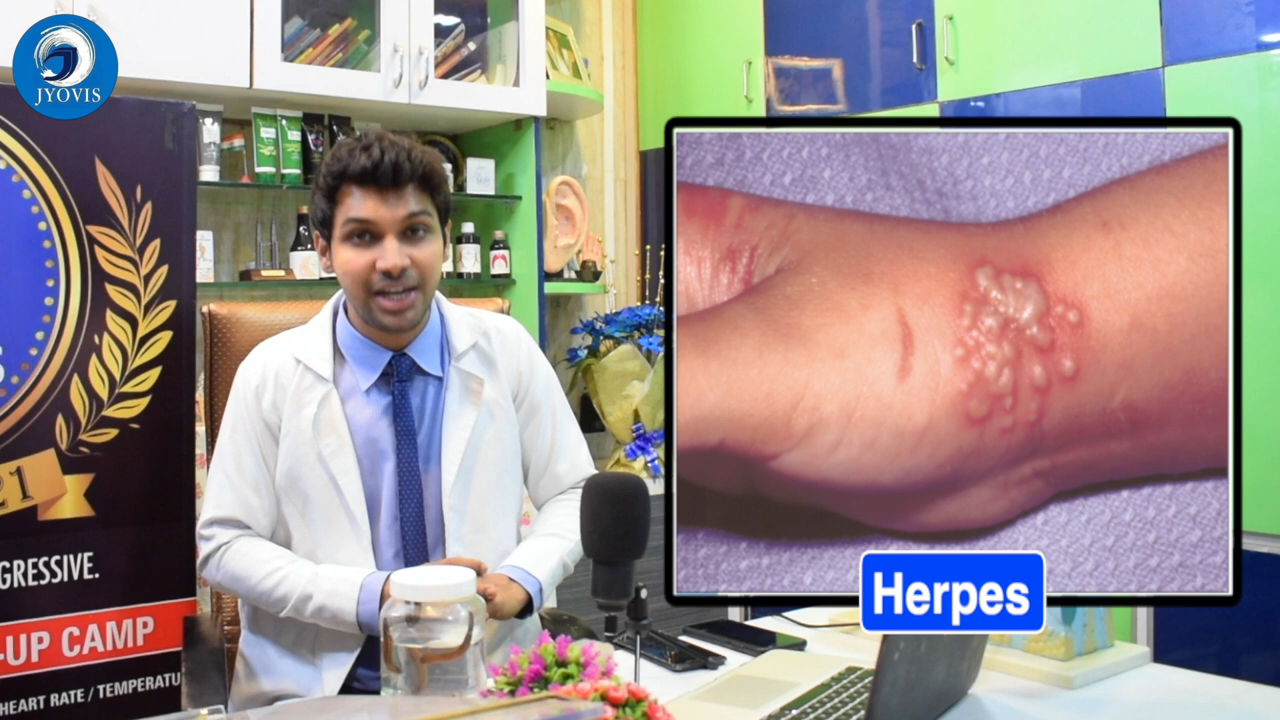 JYOVIS
21
GRESSIVE.
-UP CAMP
HEART RATE / TEMPERATU
Herpes